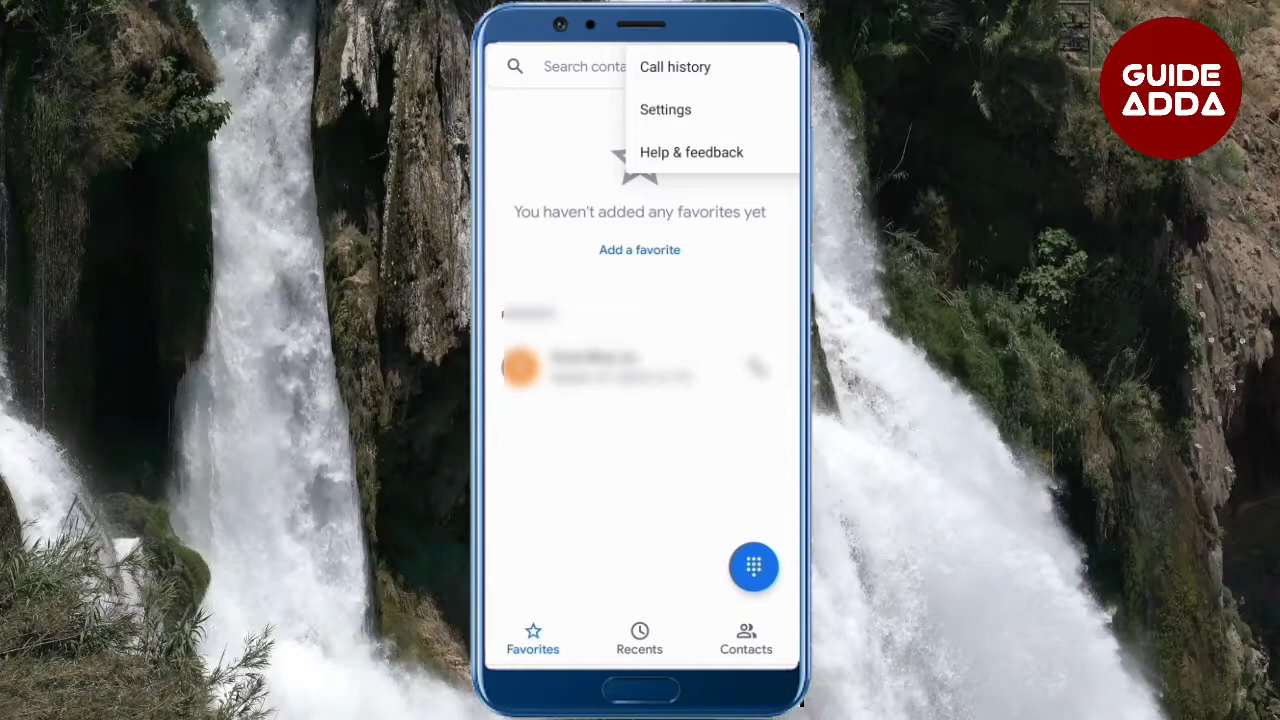 GUIDE
ADDA
Search conta
Call history
Settings
Help & feedback
You haven't added any favorites yet
Add a favorite
Favorites
Recents
Contacts